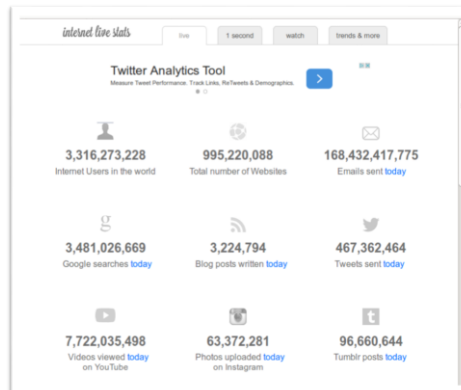 internet live stats
live 1 second watch trends & more
Twitter Analytics Tool
Measure Tweet Performance, Track Links, ReTweets & Demographics.
3,316,273,228 995,220,088 168,432,417,775
Internet Users in the world Total number of Websites Emails sent today
g
3,481,026,669 3,224,794 467,362,464
Google searches today Blog posts written today Tweets sent today
t
7,722,035,498 63,372,281 96,660,644
Videos viewed today Photos uploaded today Tumblr posts today
on YouTube on Instagram